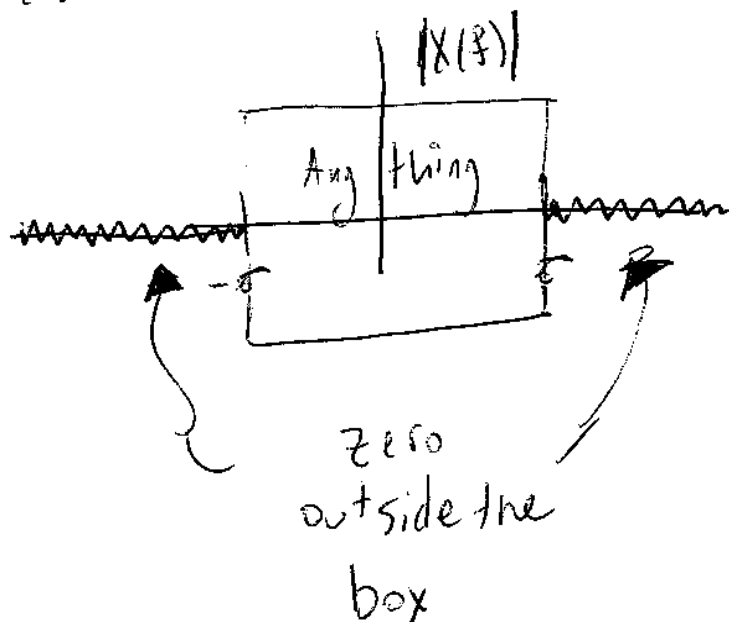 |X(f)|
Any thing
-σ σ
zero
outside the
box